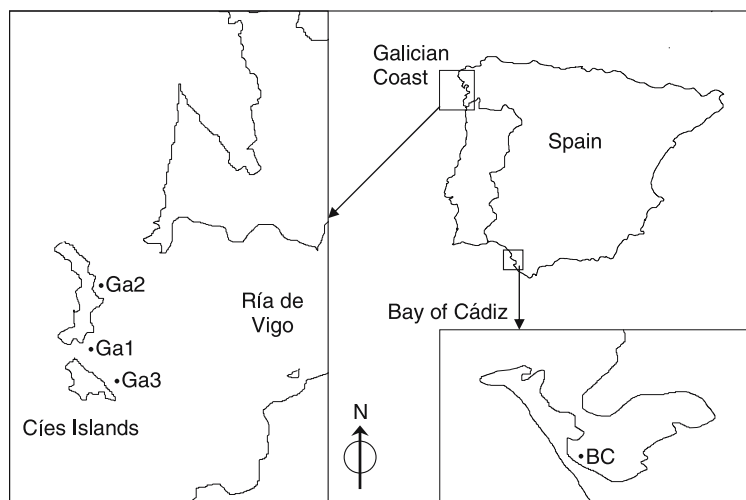 Galician
Coast
Spain
Ga2
Ría de
Vigo
Bay of Cádiz
Ga1
Ga3
Cíes Islands
N
BC